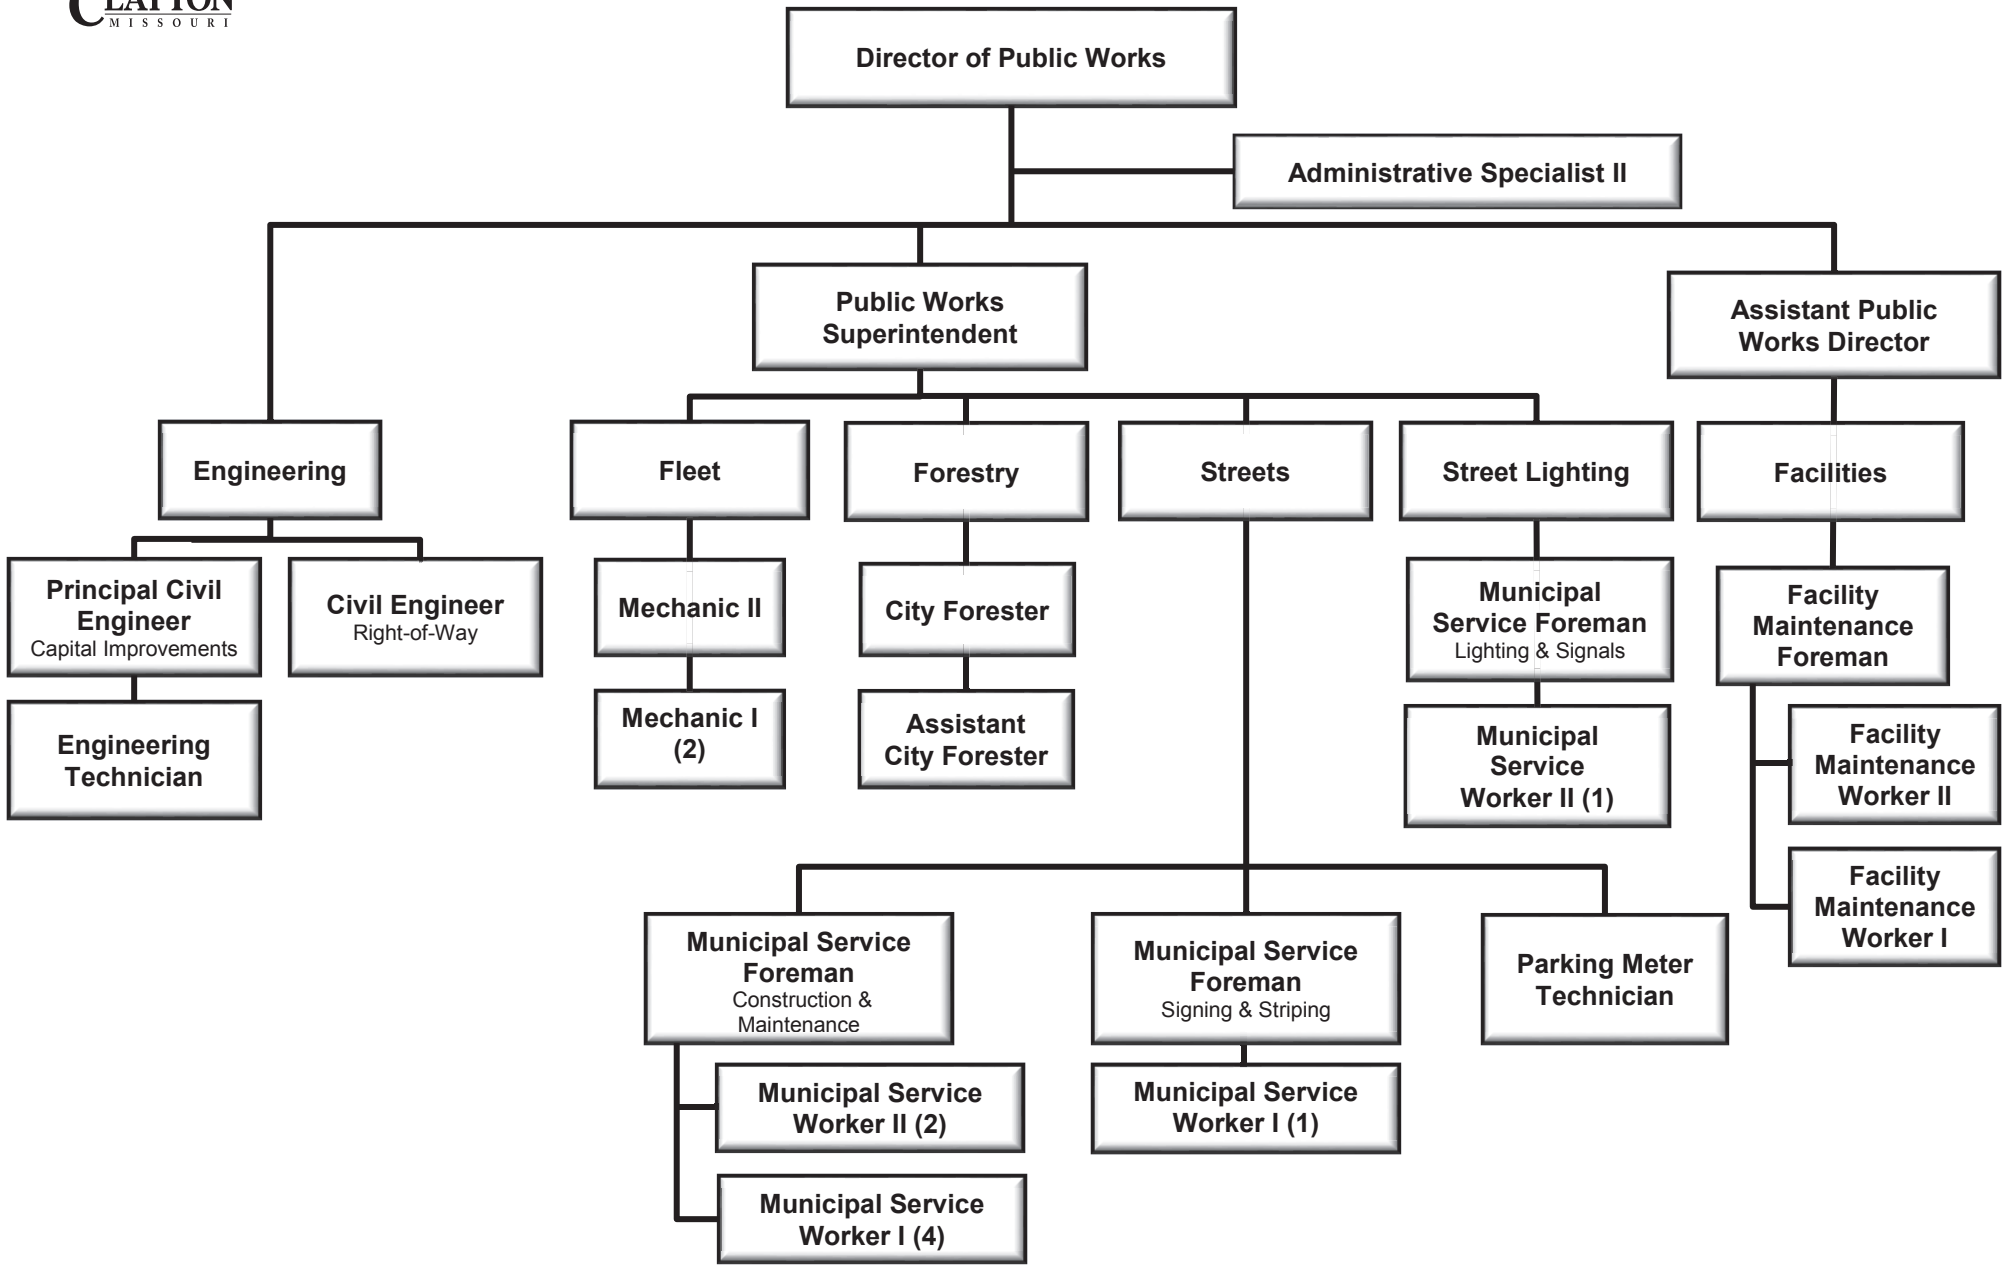 CLAYTON
MISSOURI
Director of Public Works
Administrative Specialist II
Public Works
Superintendent
Assistant Public
Works Director
Engineering
Fleet
Forestry
Streets
Street Lighting
Facilities
Principal Civil
Engineer
Capital Improvements
Civil Engineer
Right-of-Way
Mechanic II
City Forester
Municipal
Service Foreman
Lighting & Signals
Facility
Maintenance
Foreman
Engineering
Technician
Mechanic I
(2)
Assistant
City Forester
Municipal
Service
Worker II (1)
Facility
Maintenance
Worker II
Facility
Maintenance
Worker I
Municipal Service
Foreman
Construction &
Maintenance
Municipal Service
Foreman
Signing & Striping
Parking Meter
Technician
Municipal Service
Worker II (2)
Municipal Service
Worker I (1)
Municipal Service
Worker I (4)